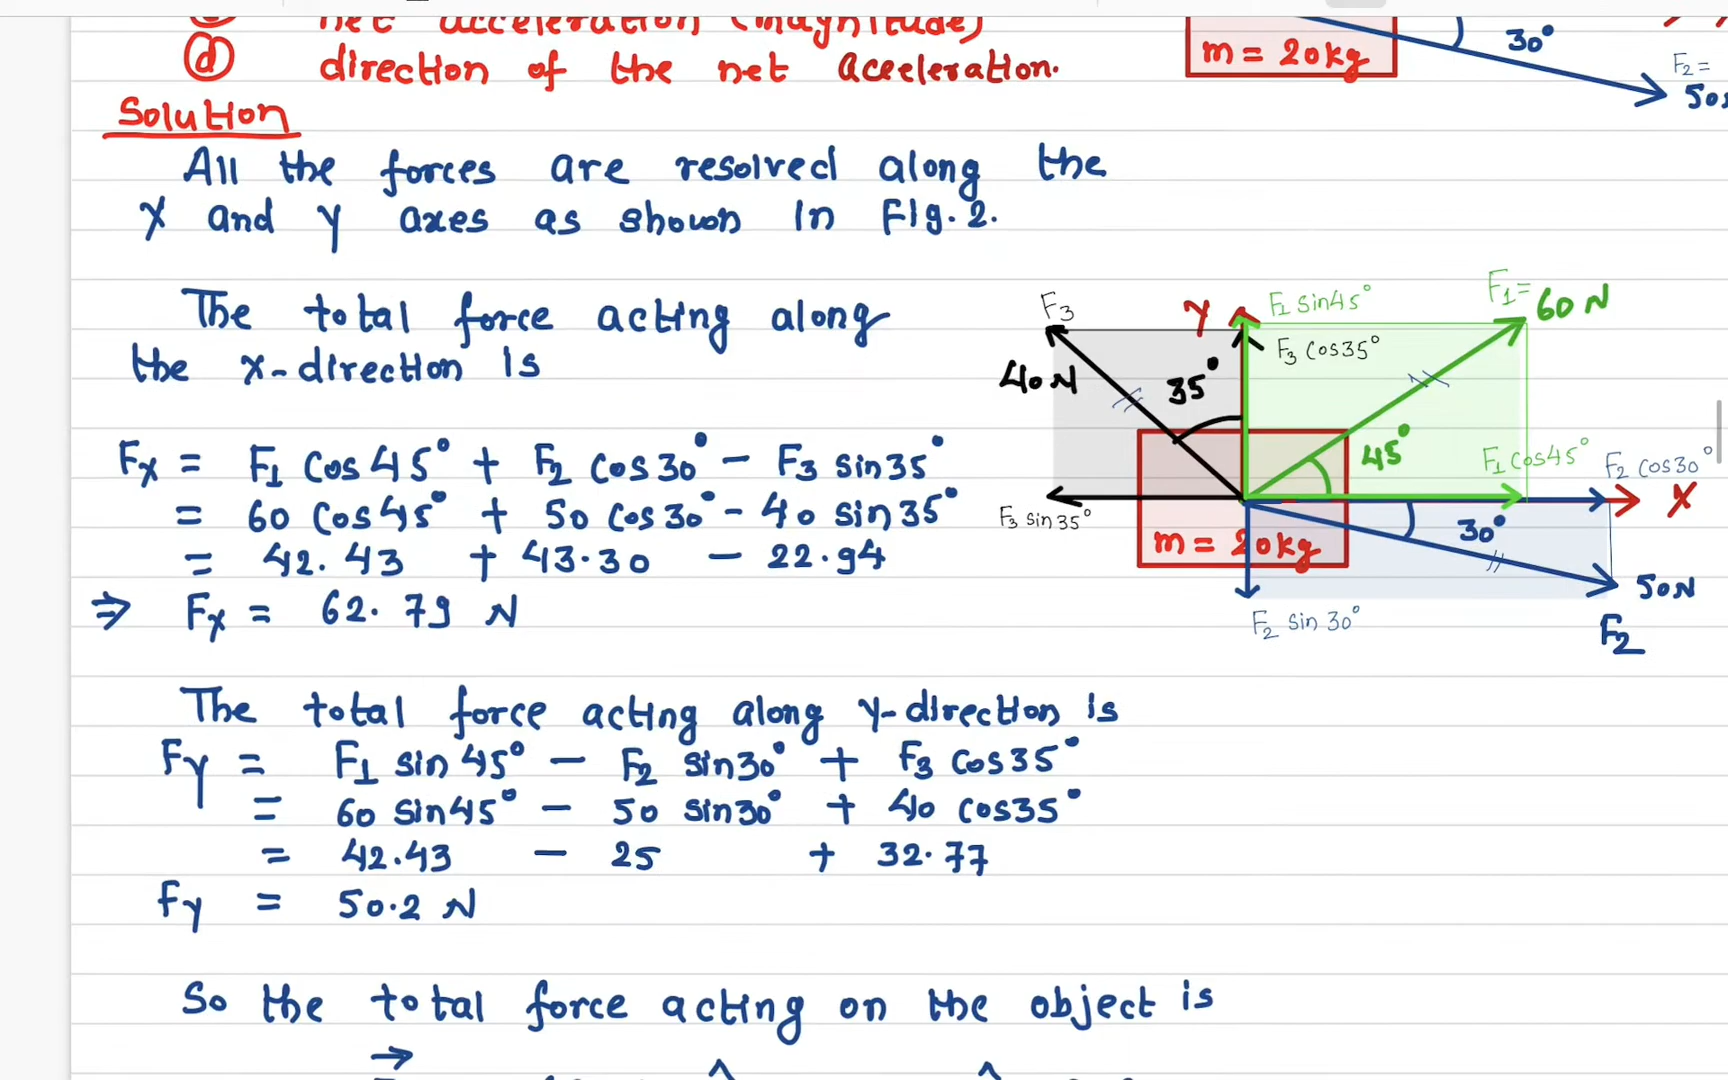 net acceleration (magnitude)
(d) direction of the net acceleration.
m = 20kg
30°
F₂ =
Solution
All the forces are resolved along the
X and Y axes as shown in Fig. 2.
The total force acting along
the x-direction is
Fx = F₁ cos45° + F₂ cos30° - F₃ sin35°
= 60 cos45° + 50 cos30° - 40 sin35°
= 42.43 + 43.30 - 22.94
⇒ Fx = 62.79 N
F₃
40 N
Y
F₁ sin45°
F₃ cos35°
35°
F₁ = 60 N
45°
F₁ cos45°
F₂ cos30°
X
F₃ sin35°
m = 20kg
30°
50N
F₂ sin 30°
F₂
The total force acting along Y-direction is
Fy = F₁ sin45° - F₂ sin30° + F₃ cos35°
= 60 sin45° - 50 sin30° + 40 cos35°
= 42.43 - 25 + 32.77
Fy = 50.2 N
So the total force acting on the object is